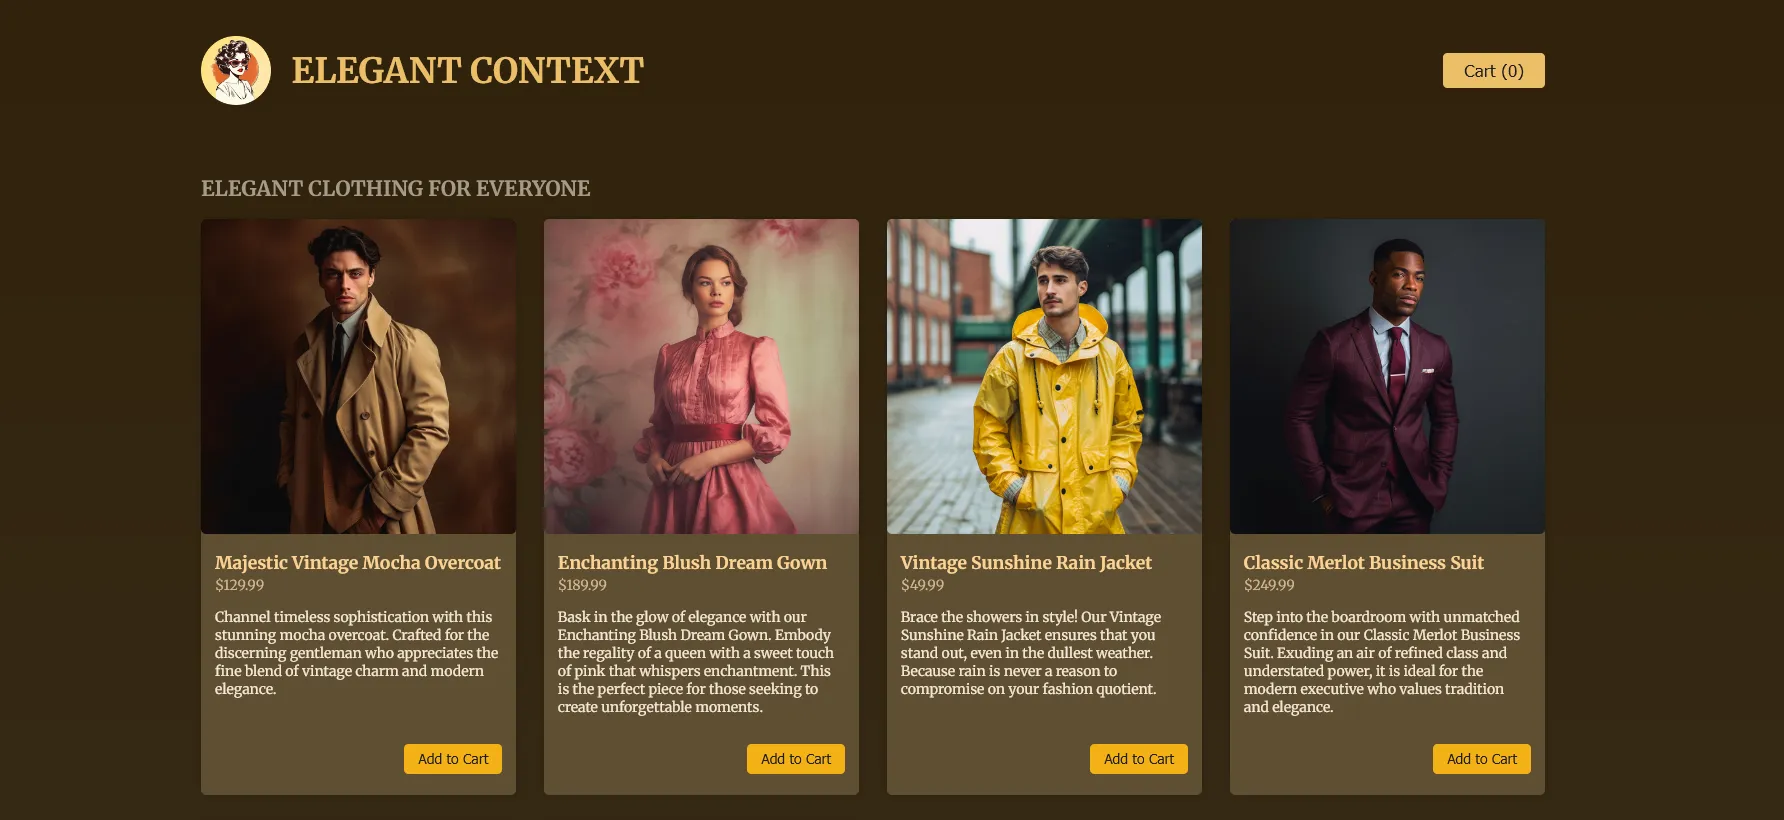 ELEGANT CONTEXT
Cart (0)
ELEGANT CLOTHING FOR EVERYONE
Majestic Vintage Mocha Overcoat
$129.99
Channel timeless sophistication with this
stunning mocha overcoat. Crafted for the
discerning gentleman who appreciates the
fine blend of vintage charm and modern
elegance.
Add to Cart
Enchanting Blush Dream Gown
$189.99
Bask in the glow of elegance with our
Enchanting Blush Dream Gown. Embody
the regality of a queen with a sweet touch
of pink that whispers enchantment. This
is the perfect piece for those seeking to
create unforgettable moments.
Add to Cart
Vintage Sunshine Rain Jacket
$49.99
Brace the showers in style! Our Vintage
Sunshine Rain Jacket ensures that you
stand out, even in the dullest weather.
Because rain is never a reason to
compromise on your fashion quotient.
Add to Cart
Classic Merlot Business Suit
$249.99
Step into the boardroom with unmatched
confidence in our Classic Merlot Business
Suit. Exuding an air of refined class and
understated power, it is ideal for the
modern executive who values tradition
and elegance.
Add to Cart